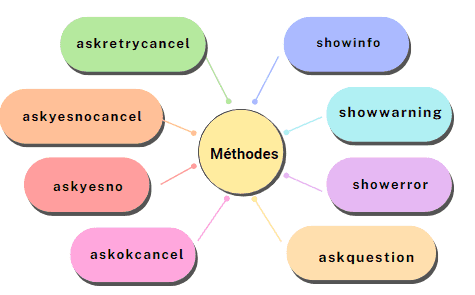 askretrycancel
showinfo
askyesnocancel
showwarning
Méthodes
askyesno
showerror
askokcancel
askquestion